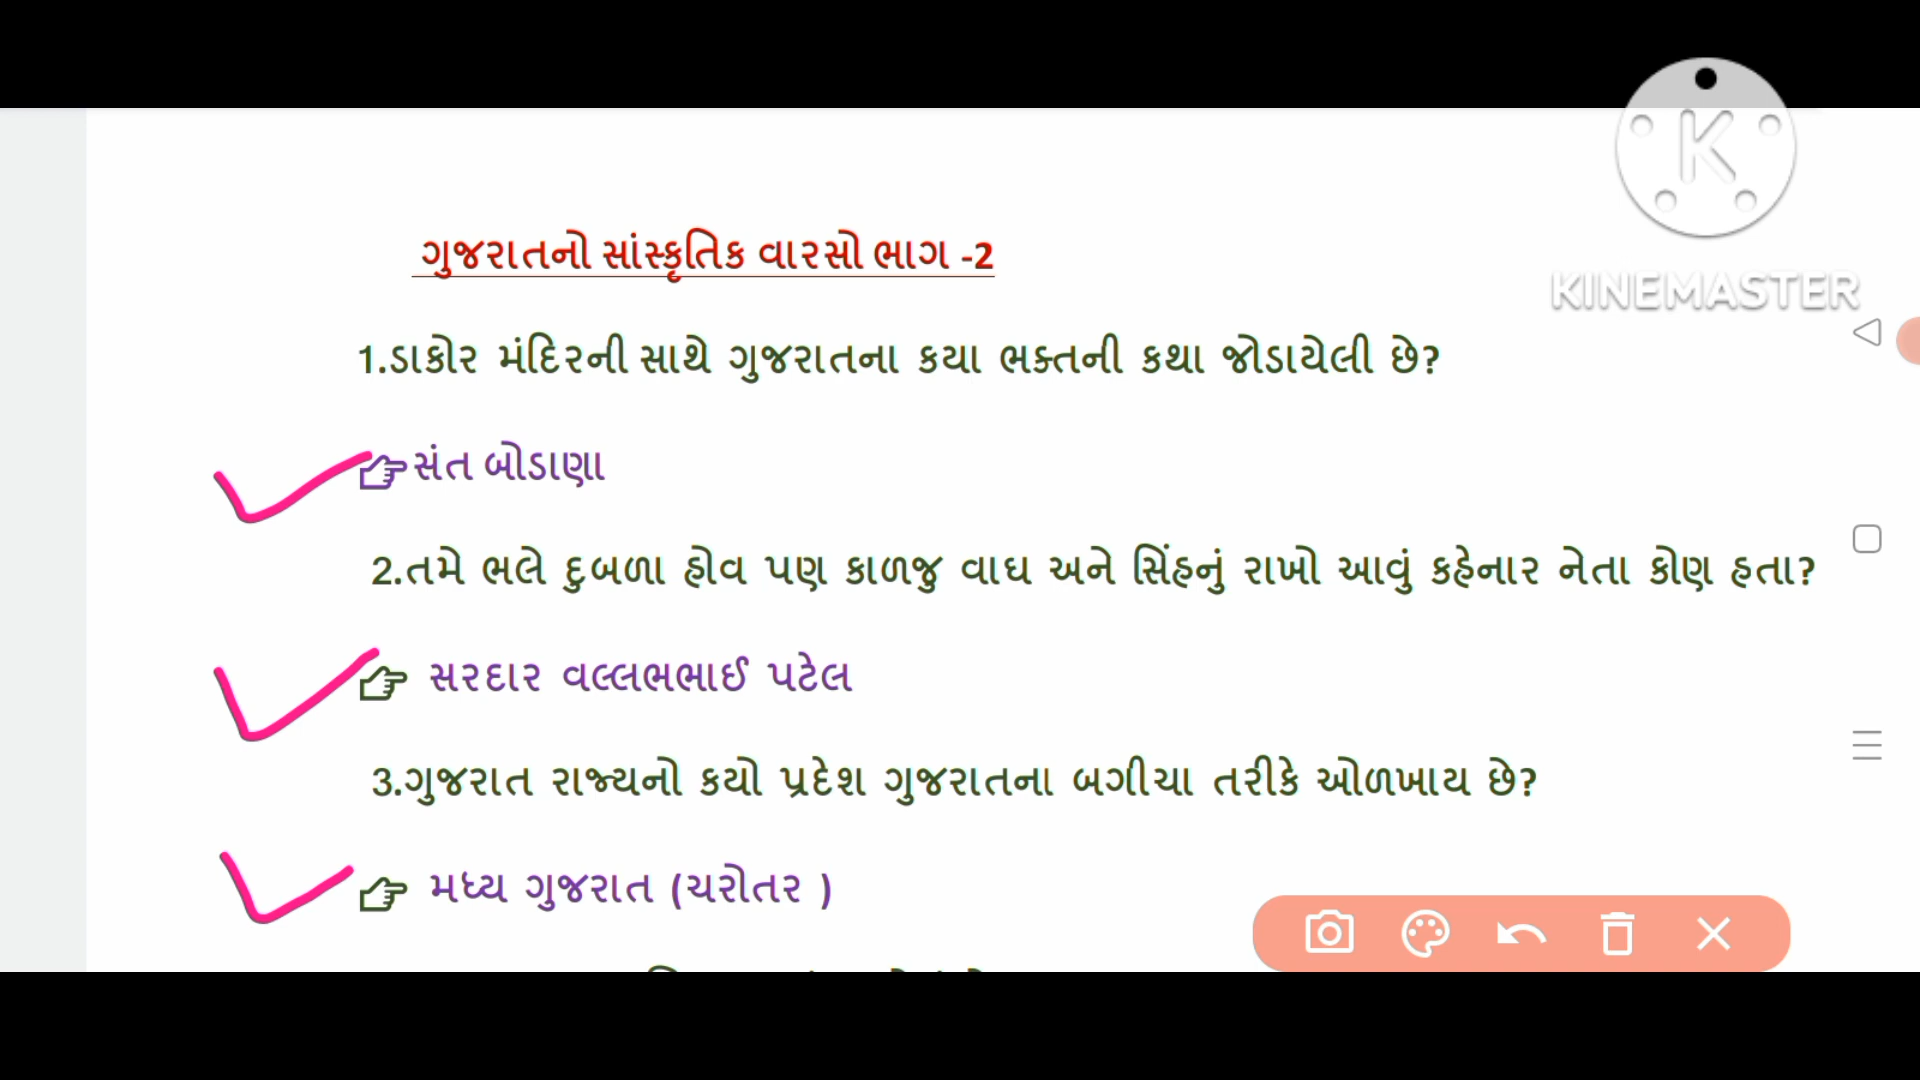 K
KINEMASTER
ગુજરાતનો સાંસ્કૃતિક વારસો ભાગ -2
1.ડાકોર મંદિરની સાથે ગુજરાતના કયા ભક્તની કથા જોડાયેલી છે?
સંત બોડાણા
2.તમે ભલે દુબળા હોવ પણ કાળજુ વાઘ અને સિંહનું રાખો આવું કહેનાર નેતા કોણ હતા?
સરદાર વલ્લભભાઈ પટેલ
3.ગુજરાત રાજ્યનો કયો પ્રદેશ ગુજરાતના બગીચા તરીકે ઓળખાય છે?
મધ્ય ગુજરાત (ચરોતર )